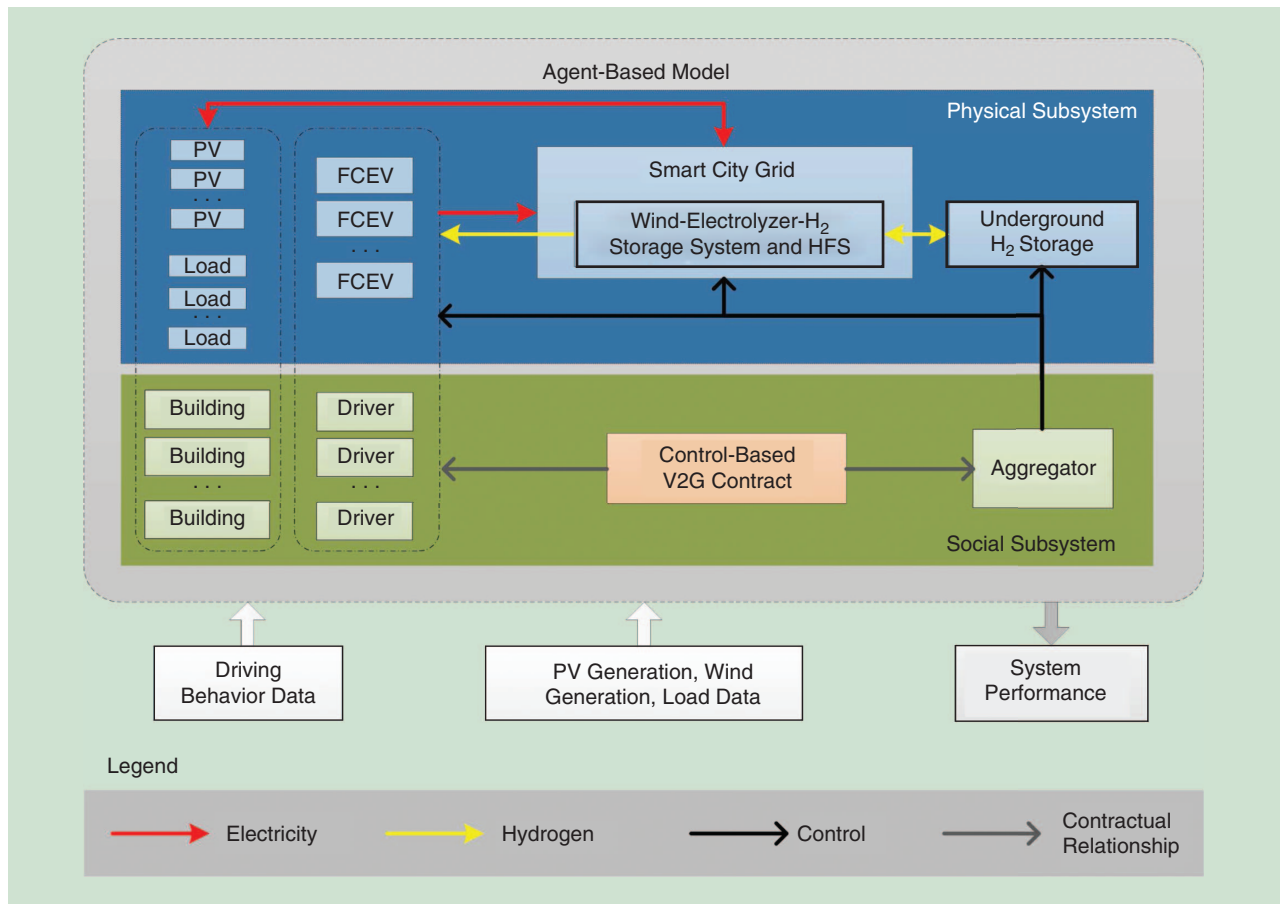 Agent-Based Model
Physical Subsystem
PV
PV
. . .
PV
Load
Load
. . .
Load
FCEV
FCEV
. . .
FCEV
Smart City Grid
Wind-Electrolyzer-H2
Storage System and HFS
Underground
H2 Storage
Building
Building
. . .
Building
Driver
Driver
. . .
Driver
Control-Based
V2G Contract
Aggregator
Social Subsystem
Driving
Behavior Data
PV Generation, Wind
Generation, Load Data
System
Performance
Legend
Electricity
Hydrogen
Control
Contractual
Relationship